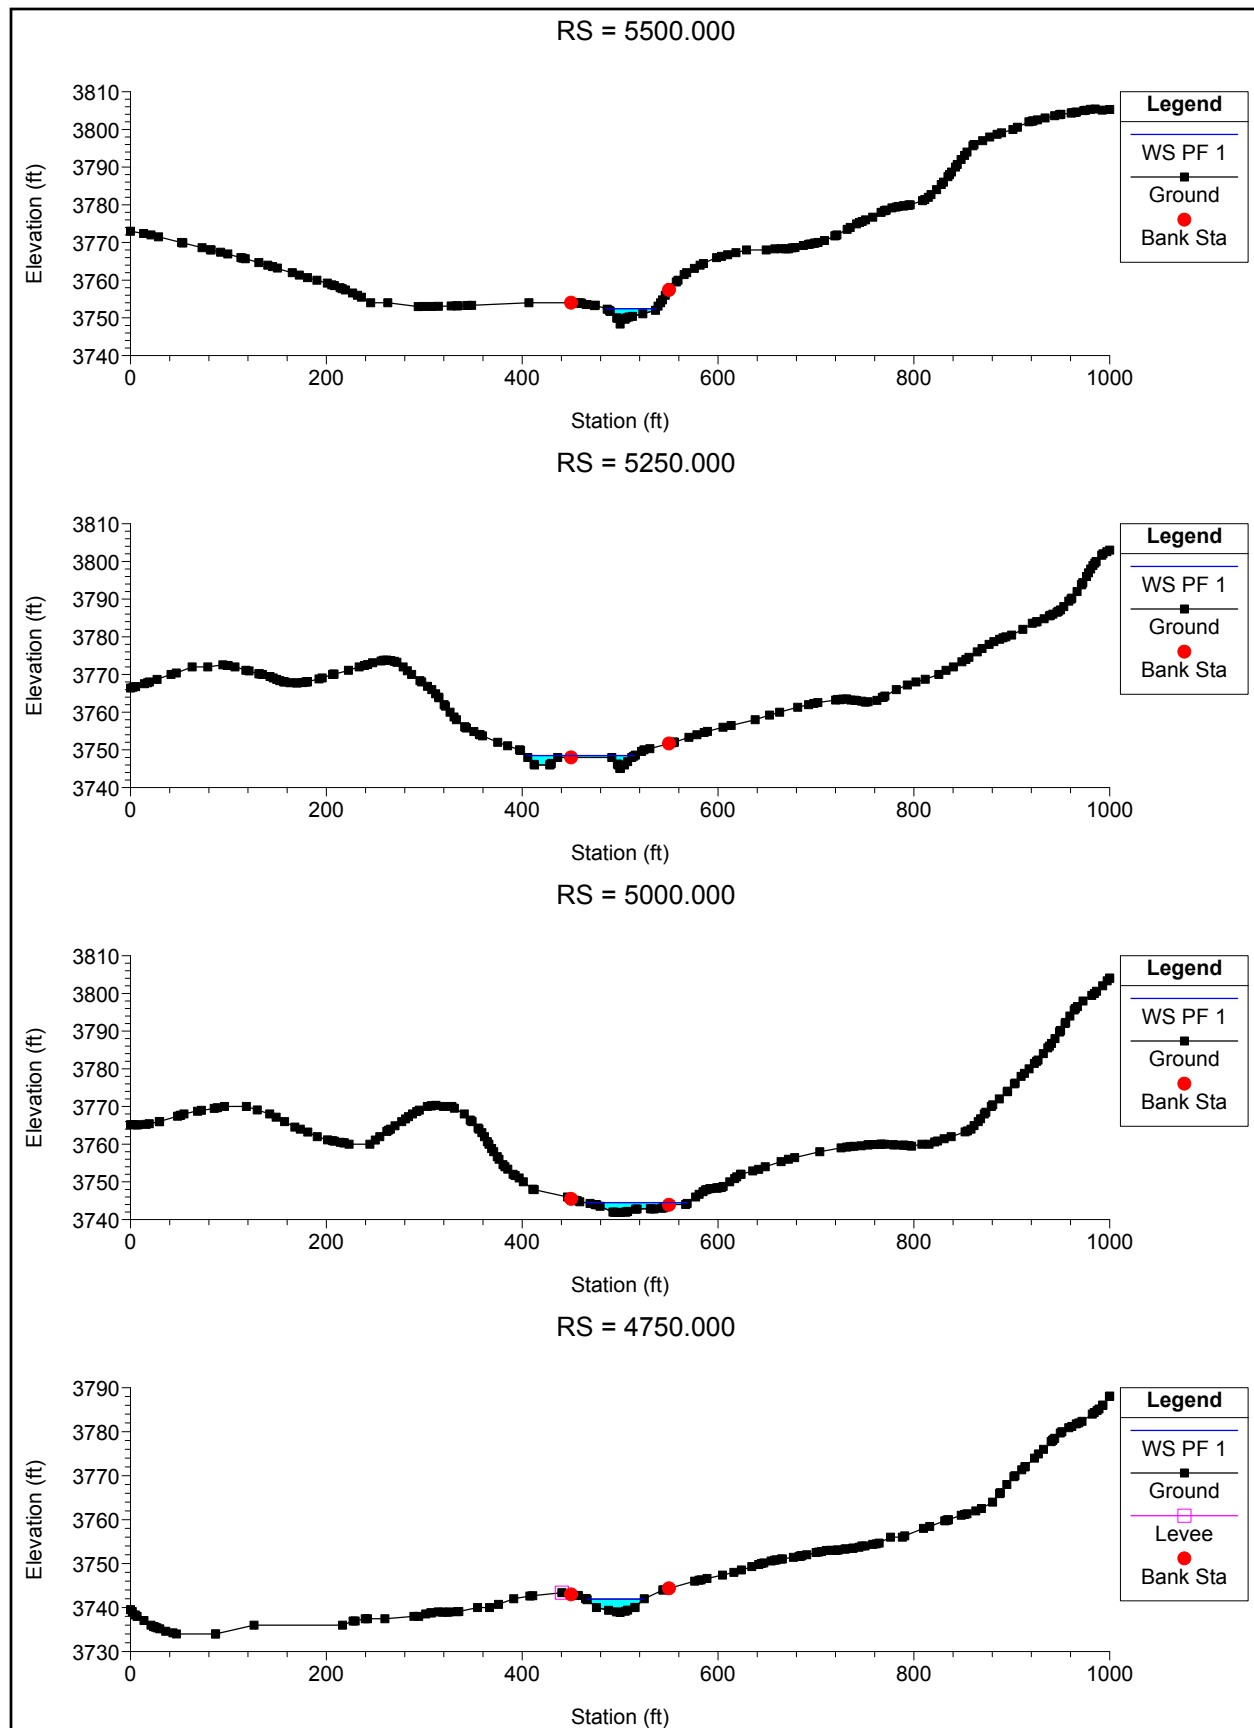 RS = 5500.000
Elevation (ft)
3810
3800
3790
3780
3770
3760
3750
3740
0 200 400 600 800 1000
Station (ft)
Legend
WS PF 1
Ground
Bank Sta
RS = 5250.000
Elevation (ft)
3810
3800
3790
3780
3770
3760
3750
3740
0 200 400 600 800 1000
Station (ft)
Legend
WS PF 1
Ground
Bank Sta
RS = 5000.000
Elevation (ft)
3810
3800
3790
3780
3770
3760
3750
3740
0 200 400 600 800 1000
Station (ft)
Legend
WS PF 1
Ground
Bank Sta
RS = 4750.000
Elevation (ft)
3790
3780
3770
3760
3750
3740
3730
0 200 400 600 800 1000
Station (ft)
Legend
WS PF 1
Ground
Levee
Bank Sta